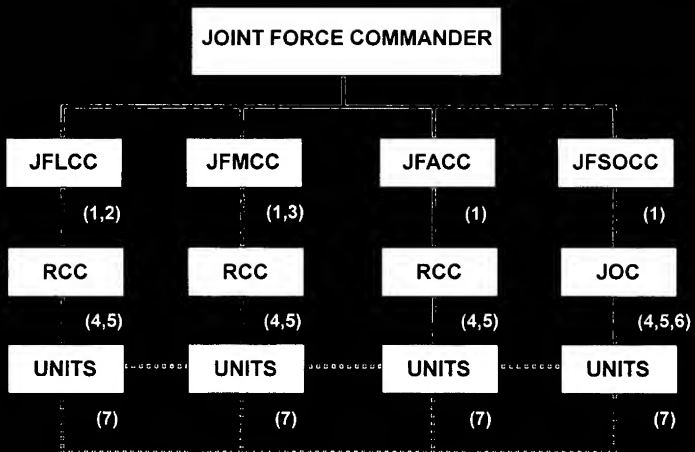 JOINT FORCE COMMANDER
JFLCC JFMCC JFACC JFSOCC
(1,2) (1,3) (1) (1)
RCC RCC RCC JOC
(4,5) (4,5) (4,5) (4,5,6)
UNITS UNITS UNITS UNITS
(7) (7) (7) (7)